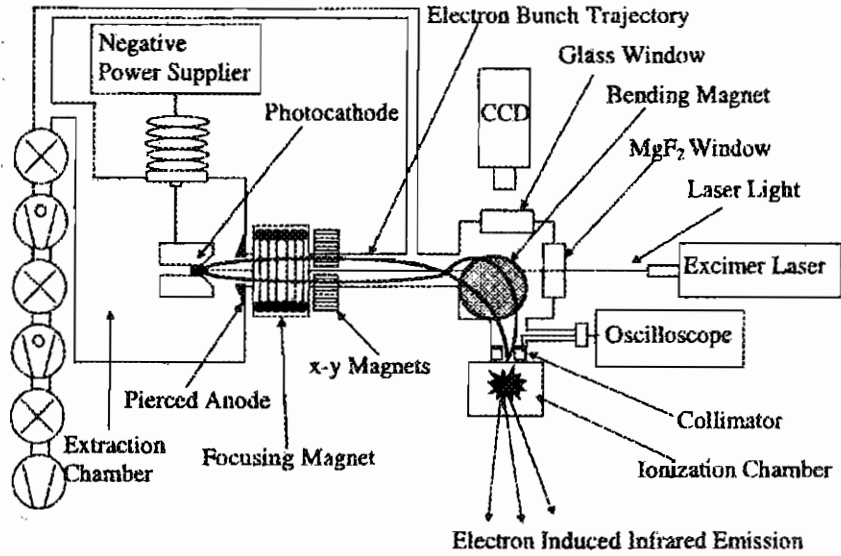 Electron Bunch Trajectory
Negative
Power Supplier
Glass Window
Photocathode
CCD
Bending Magnet
MgF₂ Window
Laser Light
Excimer Laser
Oscilloscope
x-y Magnets
Pierced Anode
Collimator
Extraction
Chamber
Focusing Magnet
Ionization Chamber
Electron Induced Infrared Emission